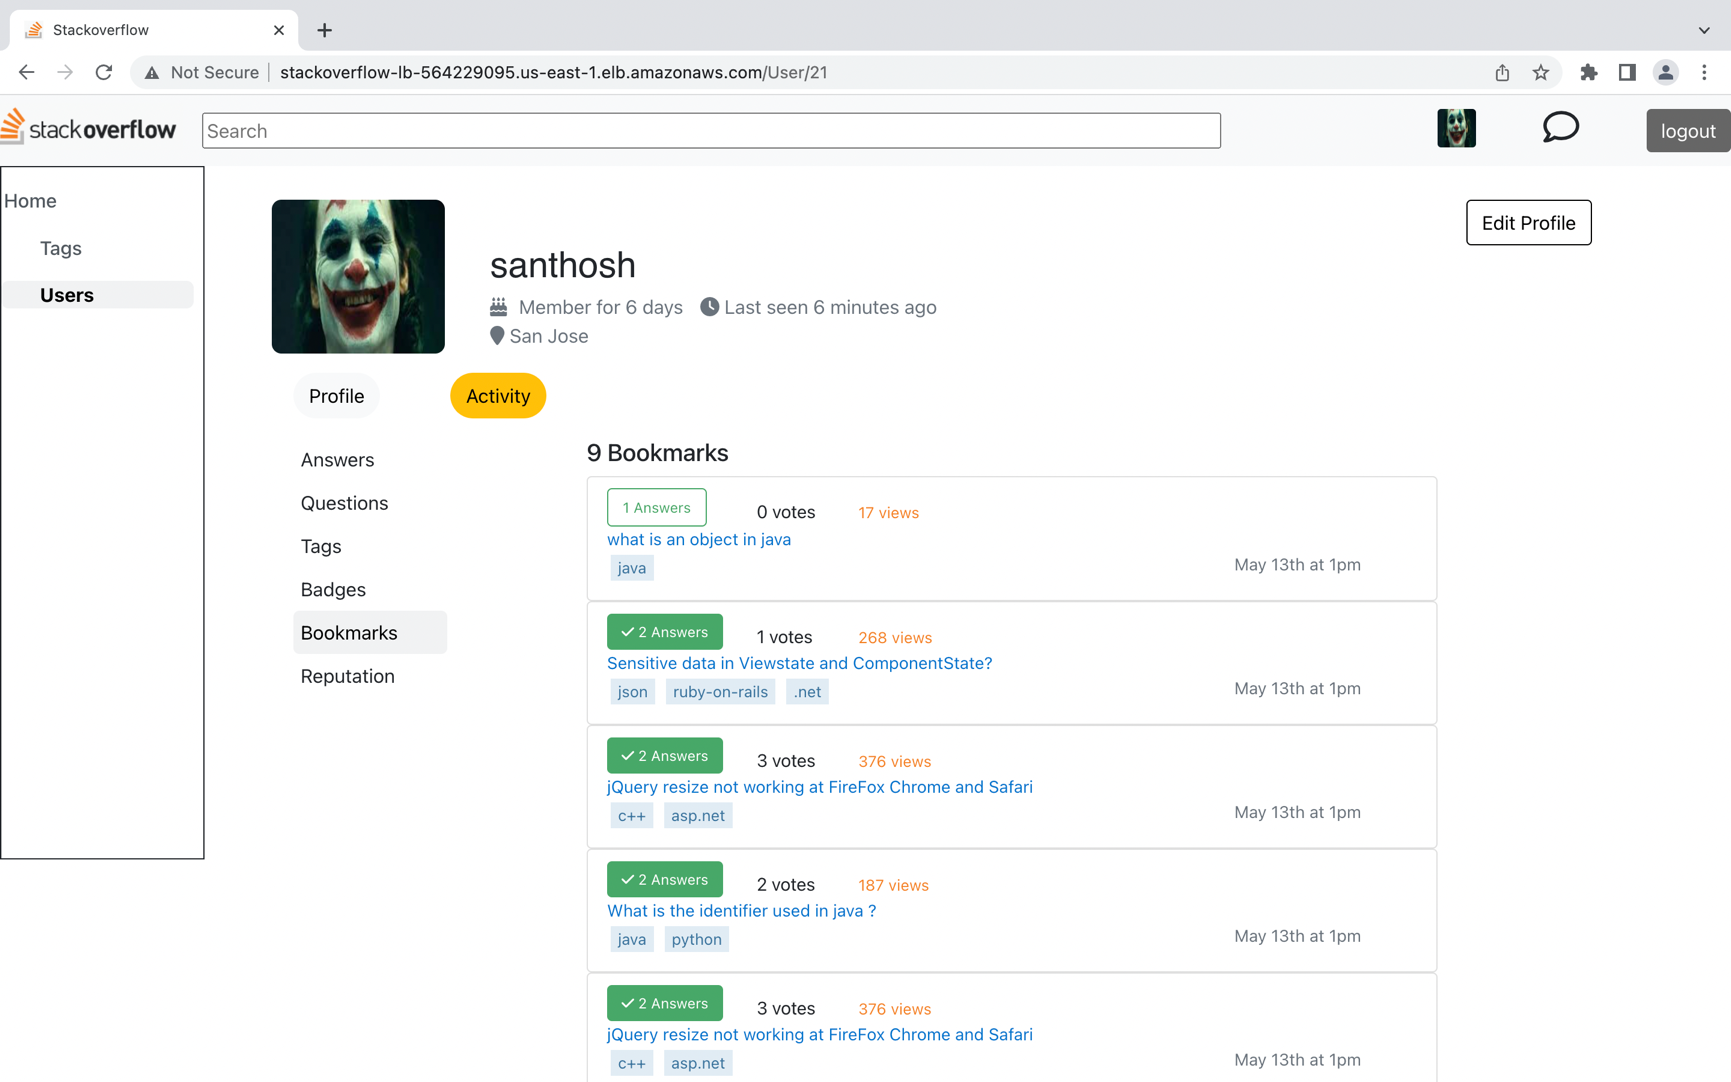 Stackoverflow
Not Secure
stackoverflow-lb-564229095.us-east-1.elb.amazonaws.com/User/21
stackoverflow
Search
logout
Home
Tags
Users
Edit Profile
santhosh
Member for 6 days Last seen 6 minutes ago
San Jose
Profile
Activity
Answers
Questions
Tags
Badges
Bookmarks
Reputation
9 Bookmarks
1 Answers 0 votes 17 views
what is an object in java
java
May 13th at 1pm
2 Answers 1 votes 268 views
Sensitive data in Viewstate and ComponentState?
json ruby-on-rails .net
May 13th at 1pm
2 Answers 3 votes 376 views
jQuery resize not working at FireFox Chrome and Safari
c++ asp.net
May 13th at 1pm
2 Answers 2 votes 187 views
What is the identifier used in java ?
java python
May 13th at 1pm
2 Answers 3 votes 376 views
jQuery resize not working at FireFox Chrome and Safari
c++ asp.net
May 13th at 1pm